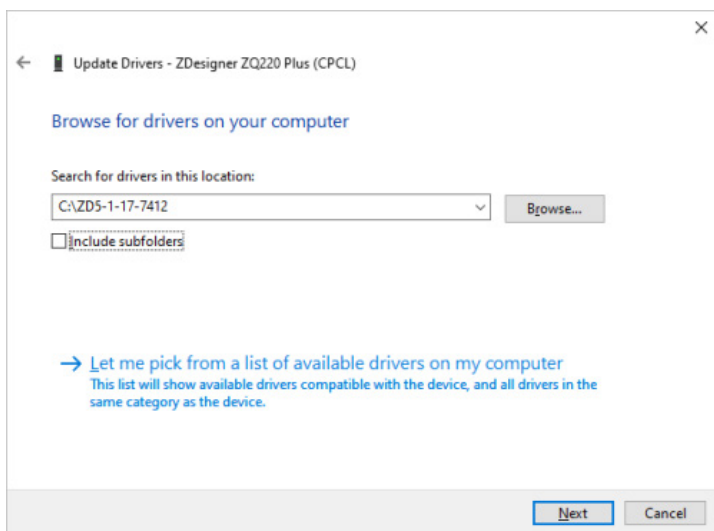 Update Drivers - ZDesigner ZQ220 Plus (CPCL)
Browse for drivers on your computer
Search for drivers in this location:
C:\ZD5-1-17-7412
Browse...
Include subfolders
Let me pick from a list of available drivers on my computer
This list will show available drivers compatible with the device, and all drivers in the
same category as the device.
Next
Cancel